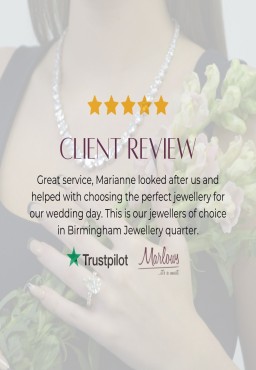 CLIENT REVIEW
Great service, Marianne looked after us and
helped with choosing the perfect jewellery for
our wedding day. This is our jewellers of choice
in Birmingham Jewellery quarter.
Trustpilot
Marlows